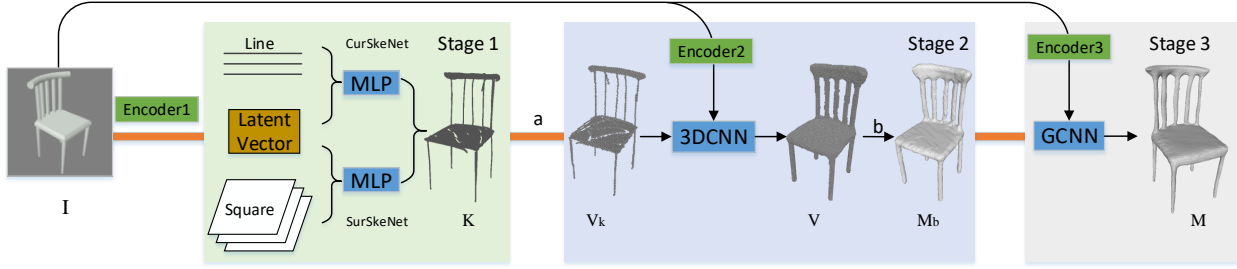 Line
CurSkeNet
Stage 1
MLP
Encoder1
Latent
Vector
MLP
Square
SurSkeNet
I
K
a
Encoder2
Stage 2
3DCNN
b
Vk
V
Mb
Encoder3
Stage 3
GCNN
M